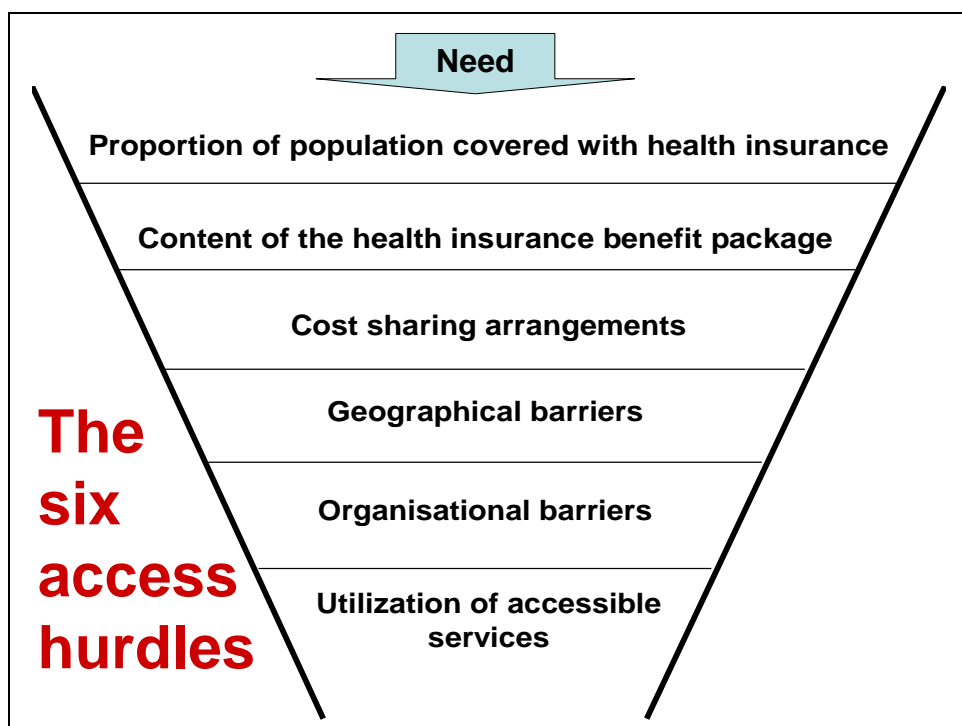 Need
Proportion of population covered with health insurance
Content of the health insurance benefit package
Cost sharing arrangements
Geographical barriers
Organisational barriers
Utilization of accessible
services
The
six
access
hurdles